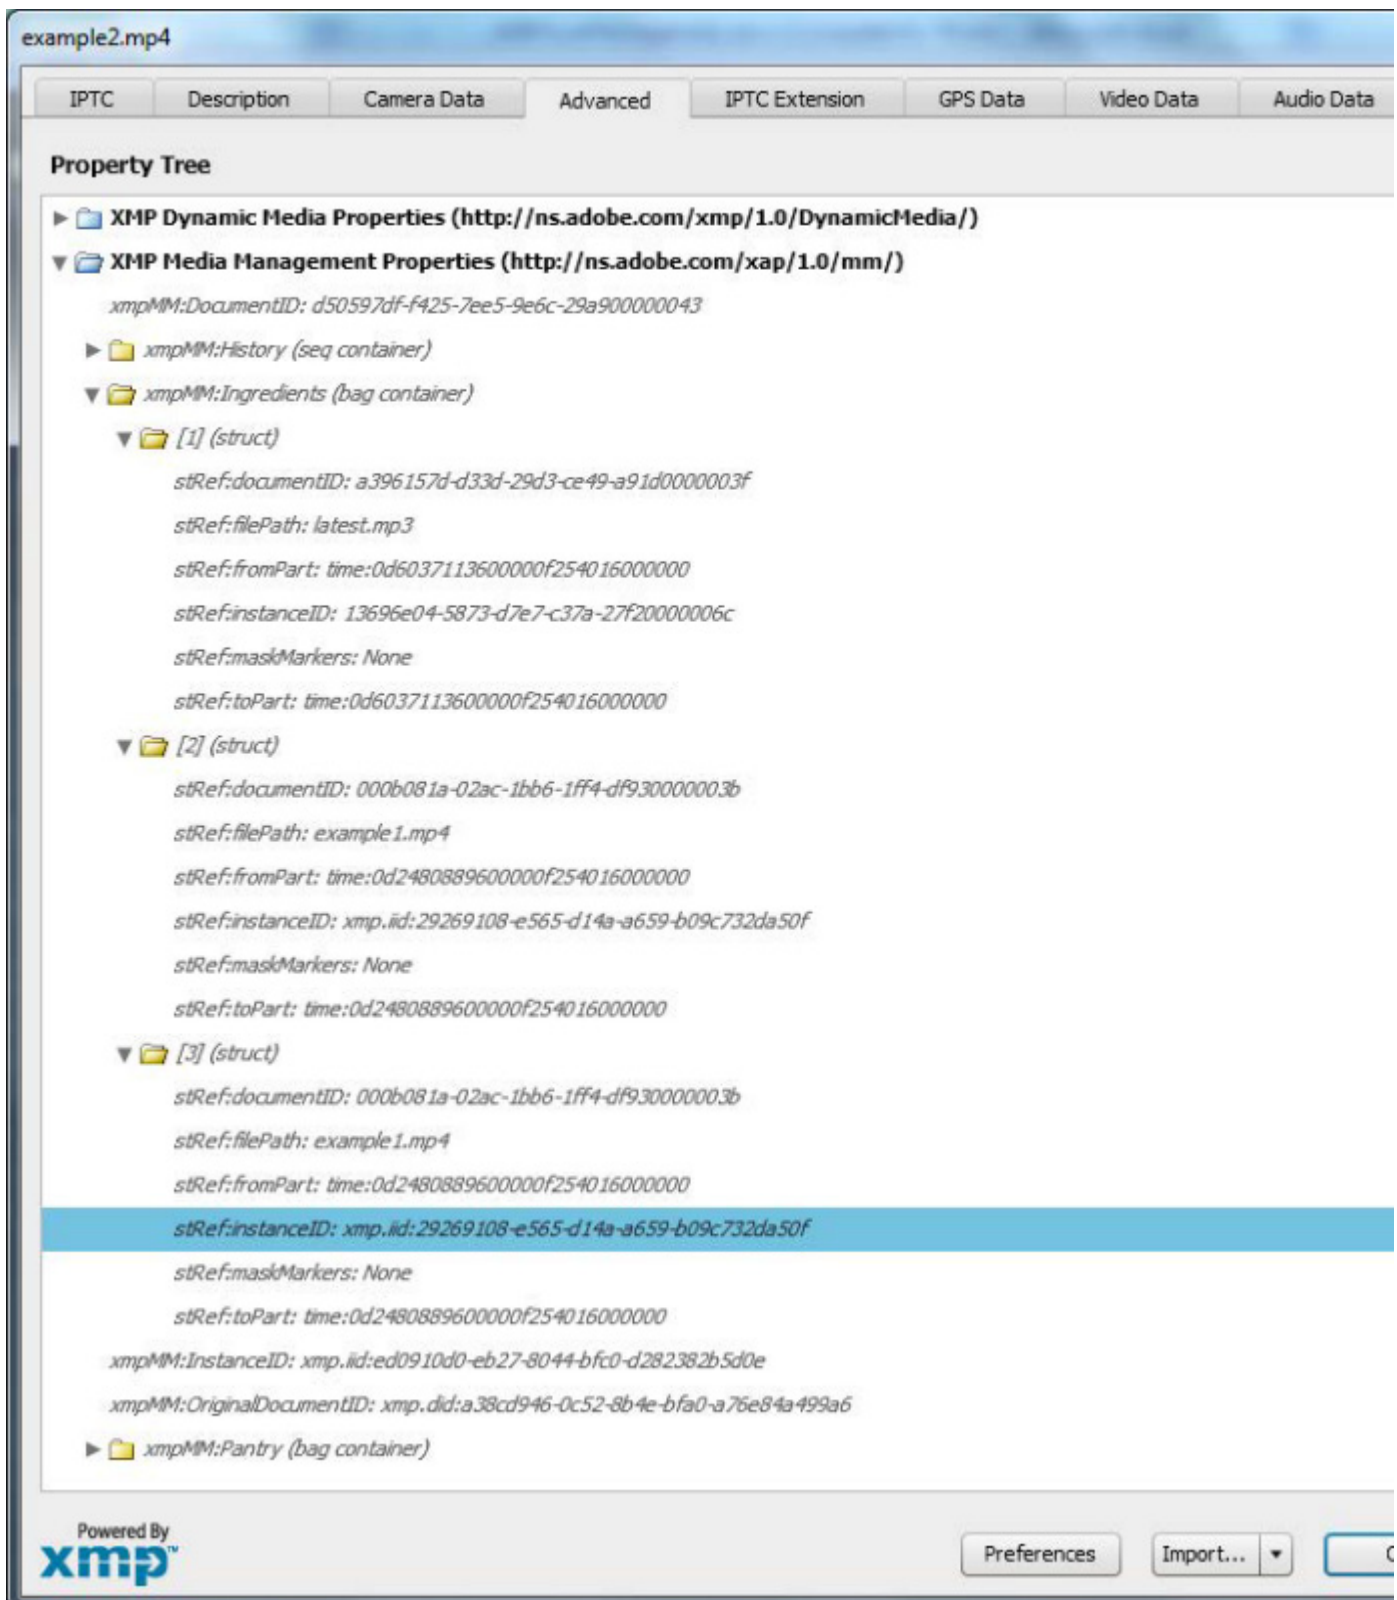 example2.mp4
IPTC Description Camera Data Advanced IPTC Extension GPS Data Video Data Audio Data
Property Tree
XMP Dynamic Media Properties (http://ns.adobe.com/xmp/1.0/DynamicMedia/)
XMP Media Management Properties (http://ns.adobe.com/xap/1.0/mm/)
xmpMM:DocumentID: d50597df-f425-7ee5-9e6c-29a900000043
xmpMM:History (seq container)
xmpMM:Ingredients (bag container)
[1] (struct)
stRef:documentID: a396157d-d33d-29d3-ce49-a91d0000003f
stRef:filePath: latest.mp3
stRef:fromPart: time:0d6037113600000f254016000000
stRef:instanceID: 13696e04-5873-d7e7-c37a-27f20000006c
stRef:maskMarkers: None
stRef:toPart: time:0d6037113600000f254016000000
[2] (struct)
stRef:documentID: 000b081a-02ac-1bb6-1ff4-df930000003b
stRef:filePath: example1.mp4
stRef:fromPart: time:0d2480889600000f254016000000
stRef:instanceID: xmp.iid:29269108-e565-d14a-a659-b09c732da50f
stRef:maskMarkers: None
stRef:toPart: time:0d2480889600000f254016000000
[3] (struct)
stRef:documentID: 000b081a-02ac-1bb6-1ff4-df930000003b
stRef:filePath: example1.mp4
stRef:fromPart: time:0d2480889600000f254016000000
stRef:instanceID: xmp.iid:29269108-e565-d14a-a659-b09c732da50f
stRef:maskMarkers: None
stRef:toPart: time:0d2480889600000f254016000000
xmpMM:InstanceID: xmp.iid:ed0910d0-eb27-8044-bfc0-d282382b5d0e
xmpMM:OriginalDocumentID: xmp.did:a38cd946-0c52-8b4e-bfa0-a76e84a499a6
xmpMM:Pantry (bag container)
Powered By
xmp™
Preferences Import...